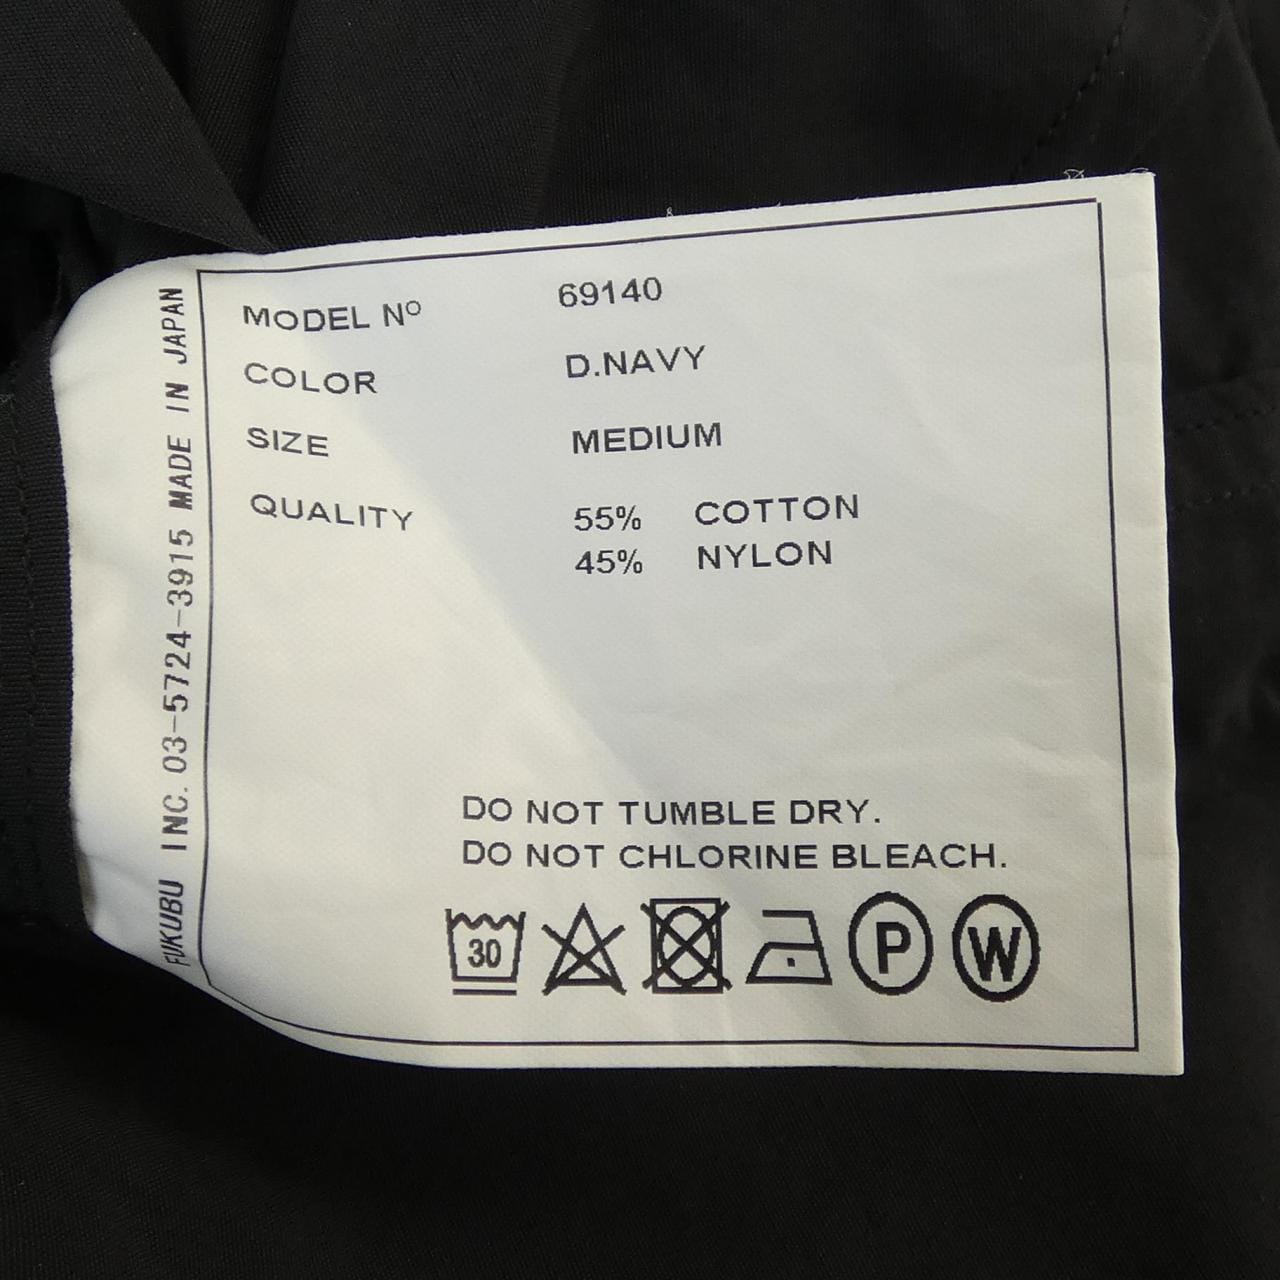 MODEL Nº 69140
COLOR D.NAVY
SIZE MEDIUM
QUALITY 55% COTTON
45% NYLON
DO NOT TUMBLE DRY.
DO NOT CHLORINE BLEACH.
30 P W
FUKUBU INC. 03-5724-3915 MADE IN JAPAN